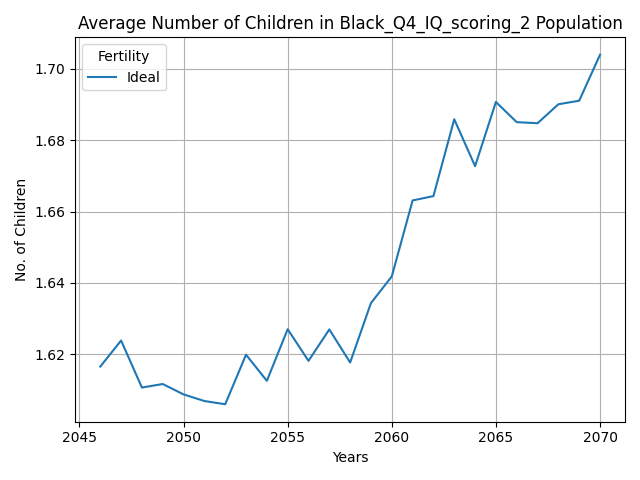 Average Number of Children in Black_Q4_IQ_scoring_2 Population
Fertility
Ideal
1.70
1.68
1.66
1.64
1.62
No. of Children
2045 2050 2055 2060 2065 2070
Years